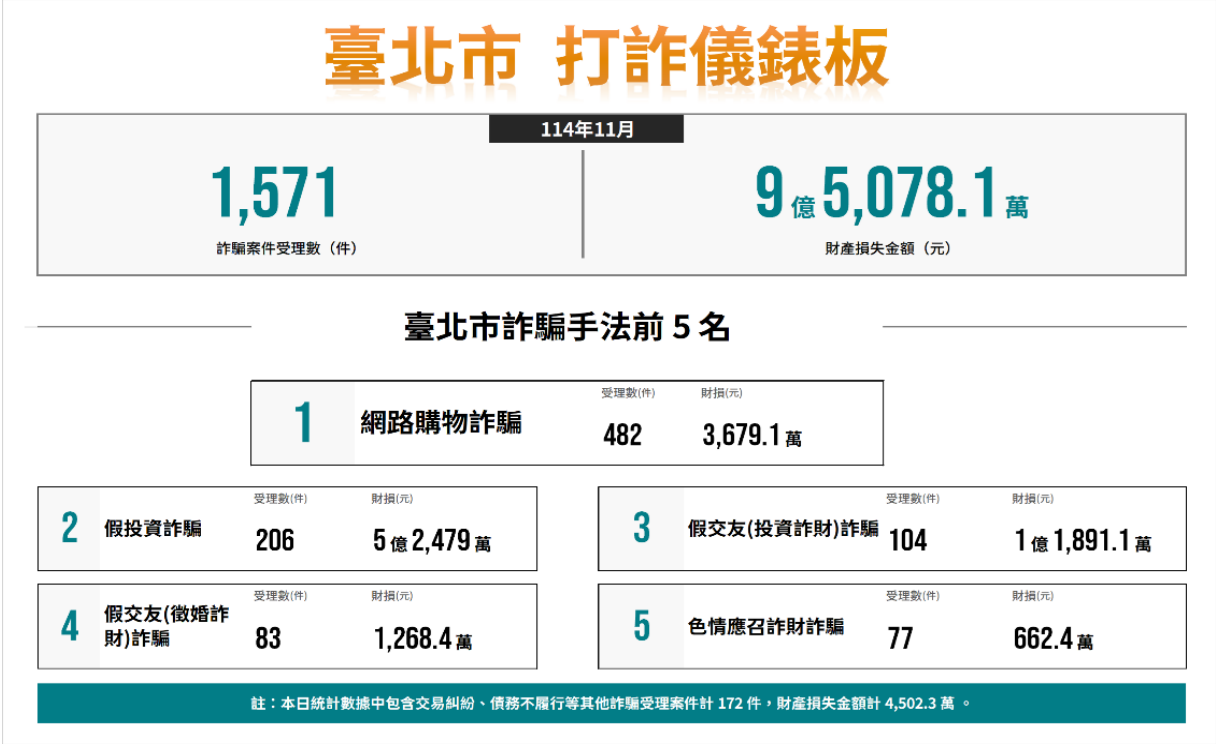 臺北市 打詐儀錶板
114年11月
1,571
詐騙案件受理數（件）
9億5,078.1萬
財產損失金額（元）
臺北市詐騙手法前 5 名
1
網路購物詐騙
受理數(件)
482
財損(元)
3,679.1 萬
2
假投資詐騙
受理數(件)
206
財損(元)
5 億 2,479 萬
3
假交友(投資詐財)詐騙
受理數(件)
104
財損(元)
1 億 1,891.1 萬
4
假交友(徵婚詐
財)詐騙
受理數(件)
83
財損(元)
1,268.4 萬
5
色情應召詐財詐騙
受理數(件)
77
財損(元)
662.4 萬
註：本日統計數據中包含交易糾紛、債務不履行等其他詐騙受理案件計 172 件，財產損失金額計 4,502.3 萬 。